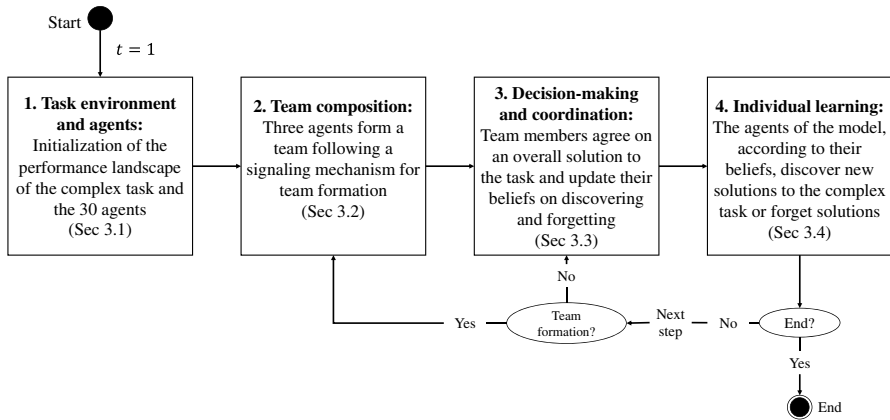 Start
t = 1
1. Task environment
and agents:
Initialization of the
performance landscape
of the complex task and
the 30 agents
(Sec 3.1)
2. Team composition:
Three agents form a
team following a
signaling mechanism for
team formation
(Sec 3.2)
3. Decision-making
and coordination:
Team members agree on
an overall solution to
the task and update their
beliefs on discovering
and forgetting
(Sec 3.3)
4. Individual learning:
The agents of the model,
according to their
beliefs, discover new
solutions to the complex
task or forget solutions
(Sec 3.4)
No
Yes
Team
formation?
Next
step
No
End?
Yes
End